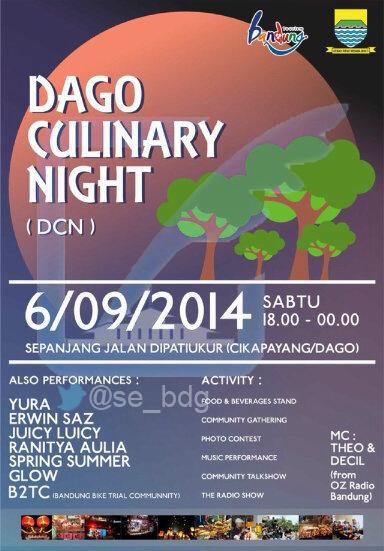 Tourism
bandung
DAGO
CULINARY
NIGHT
( DCN )
6/09/2014
SABTU
18.00 - 00.00
SEPANJANG JALAN DIPATIUKUR (CIKAPAYANG/DAGO)
@se_bdg
ALSO PERFORMANCES :
YURA
ERWIN SAZ
JUICY LUICY
RANITYA AULIA
SPRING SUMMER
GLOW
B2TC (BANDUNG BIKE TRIAL COMMUNNITY)
ACTIVITY :
FOOD & BEVERAGES STAND
COMMUNITY GATHERING
PHOTO CONTEST
MUSIC PERFORMANCE
COMMUNITY TALKSHOW
THE RADIO SHOW
MC :
THEO &
DECIL
(from
OZ Radio
Bandung)